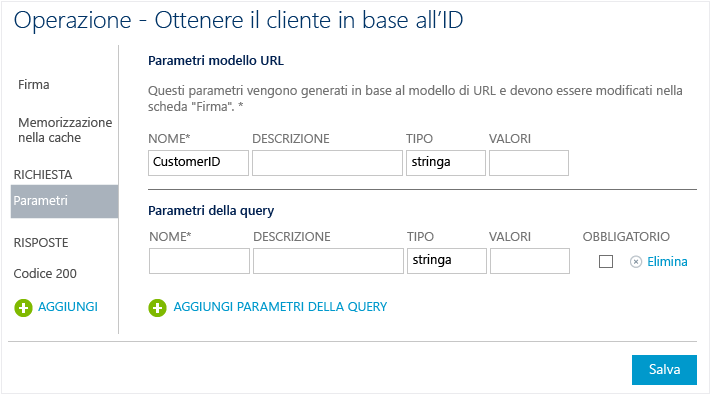 Operazione - Ottenere il cliente in base all’ID
Firma
Memorizzazione
nella cache
RICHIESTA
Parametri
RISPOSTE
Codice 200
AGGIUNGI
Parametri modello URL
Questi parametri vengono generati in base al modello di URL e devono essere modificati nella
scheda "Firma". *
NOME* DESCRIZIONE TIPO VALORI
CustomerID stringa
Parametri della query
NOME* DESCRIZIONE TIPO VALORI OBBLIGATORIO
stringa Elimina
AGGIUNGI PARAMETRI DELLA QUERY
Salva